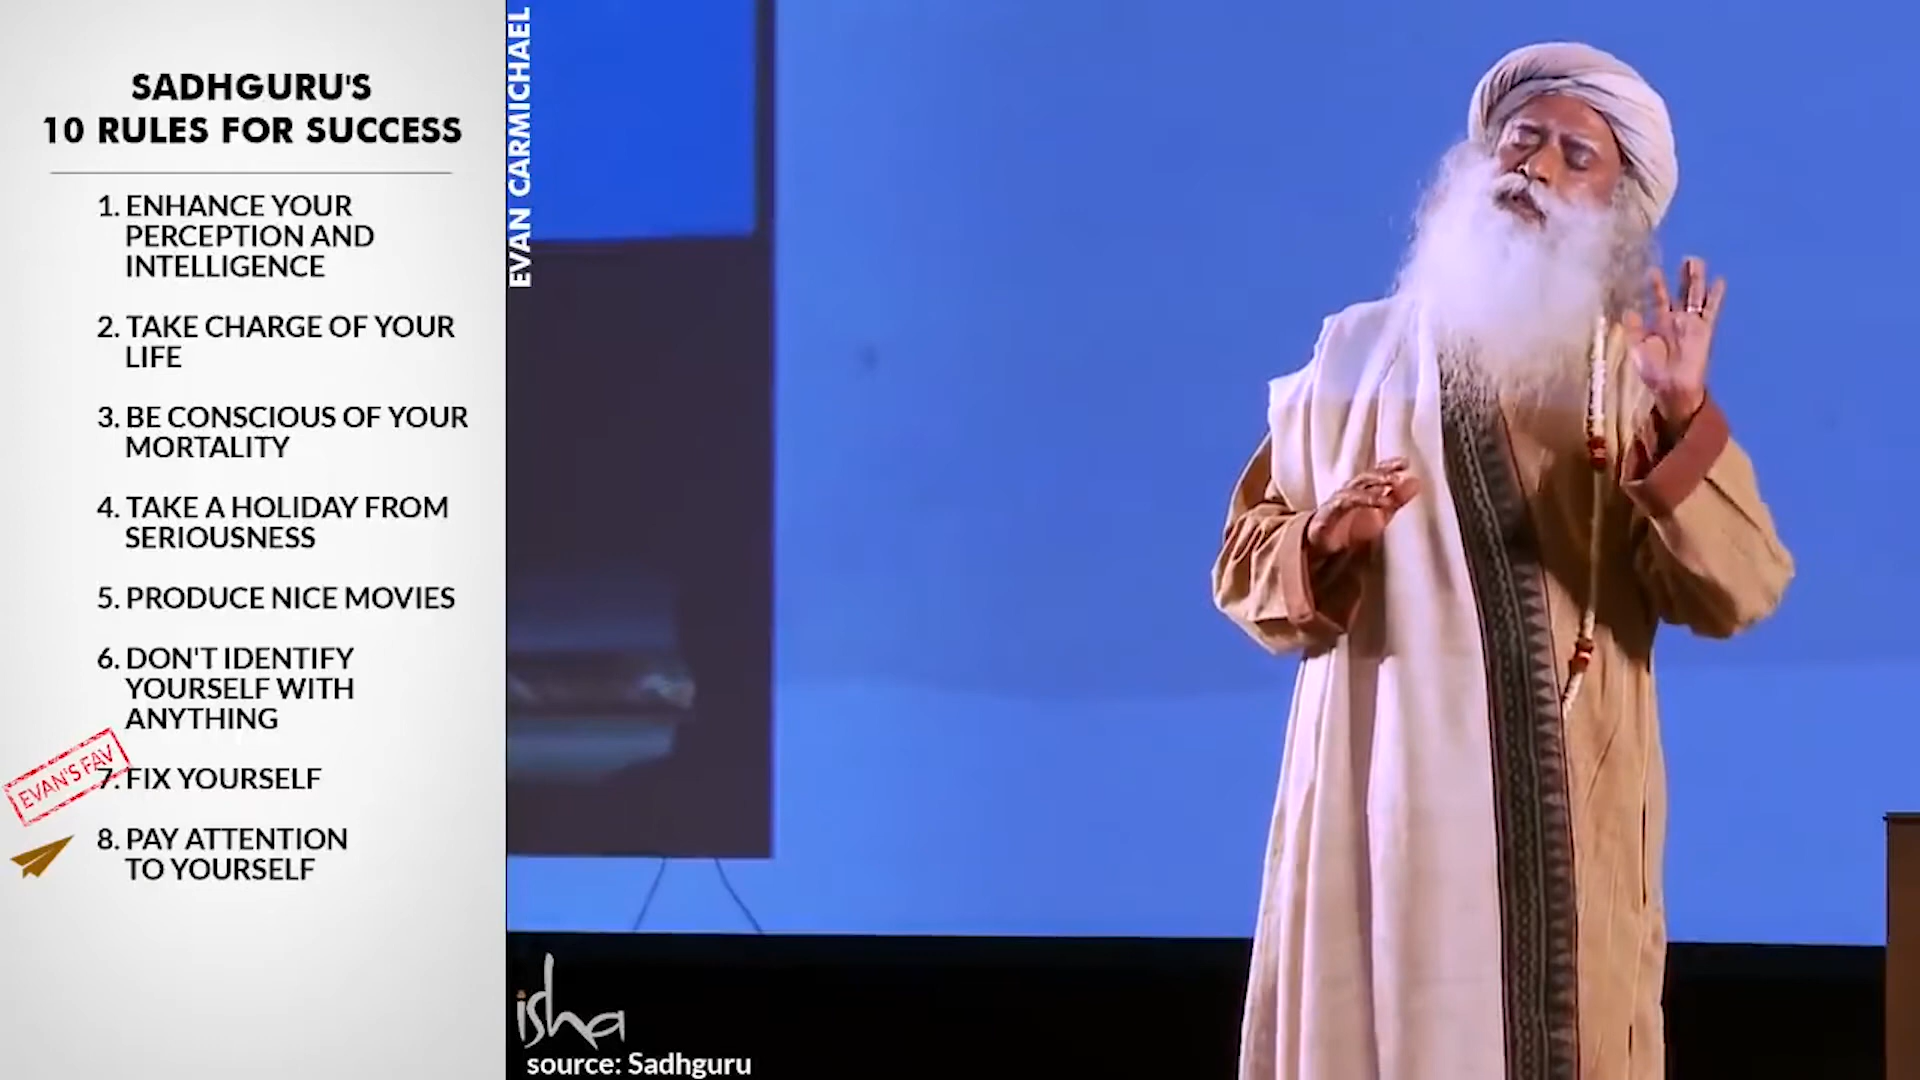 SADHGURU'S
10 RULES FOR SUCCESS
1. ENHANCE YOUR
PERCEPTION AND
INTELLIGENCE
2. TAKE CHARGE OF YOUR
LIFE
3. BE CONSCIOUS OF YOUR
MORTALITY
4. TAKE A HOLIDAY FROM
SERIOUSNESS
5. PRODUCE NICE MOVIES
6. DON'T IDENTIFY
YOURSELF WITH
ANYTHING
EVAN'S FAV
7. FIX YOURSELF
8. PAY ATTENTION
TO YOURSELF
EVAN CARMICHAEL
isha
source: Sadhguru